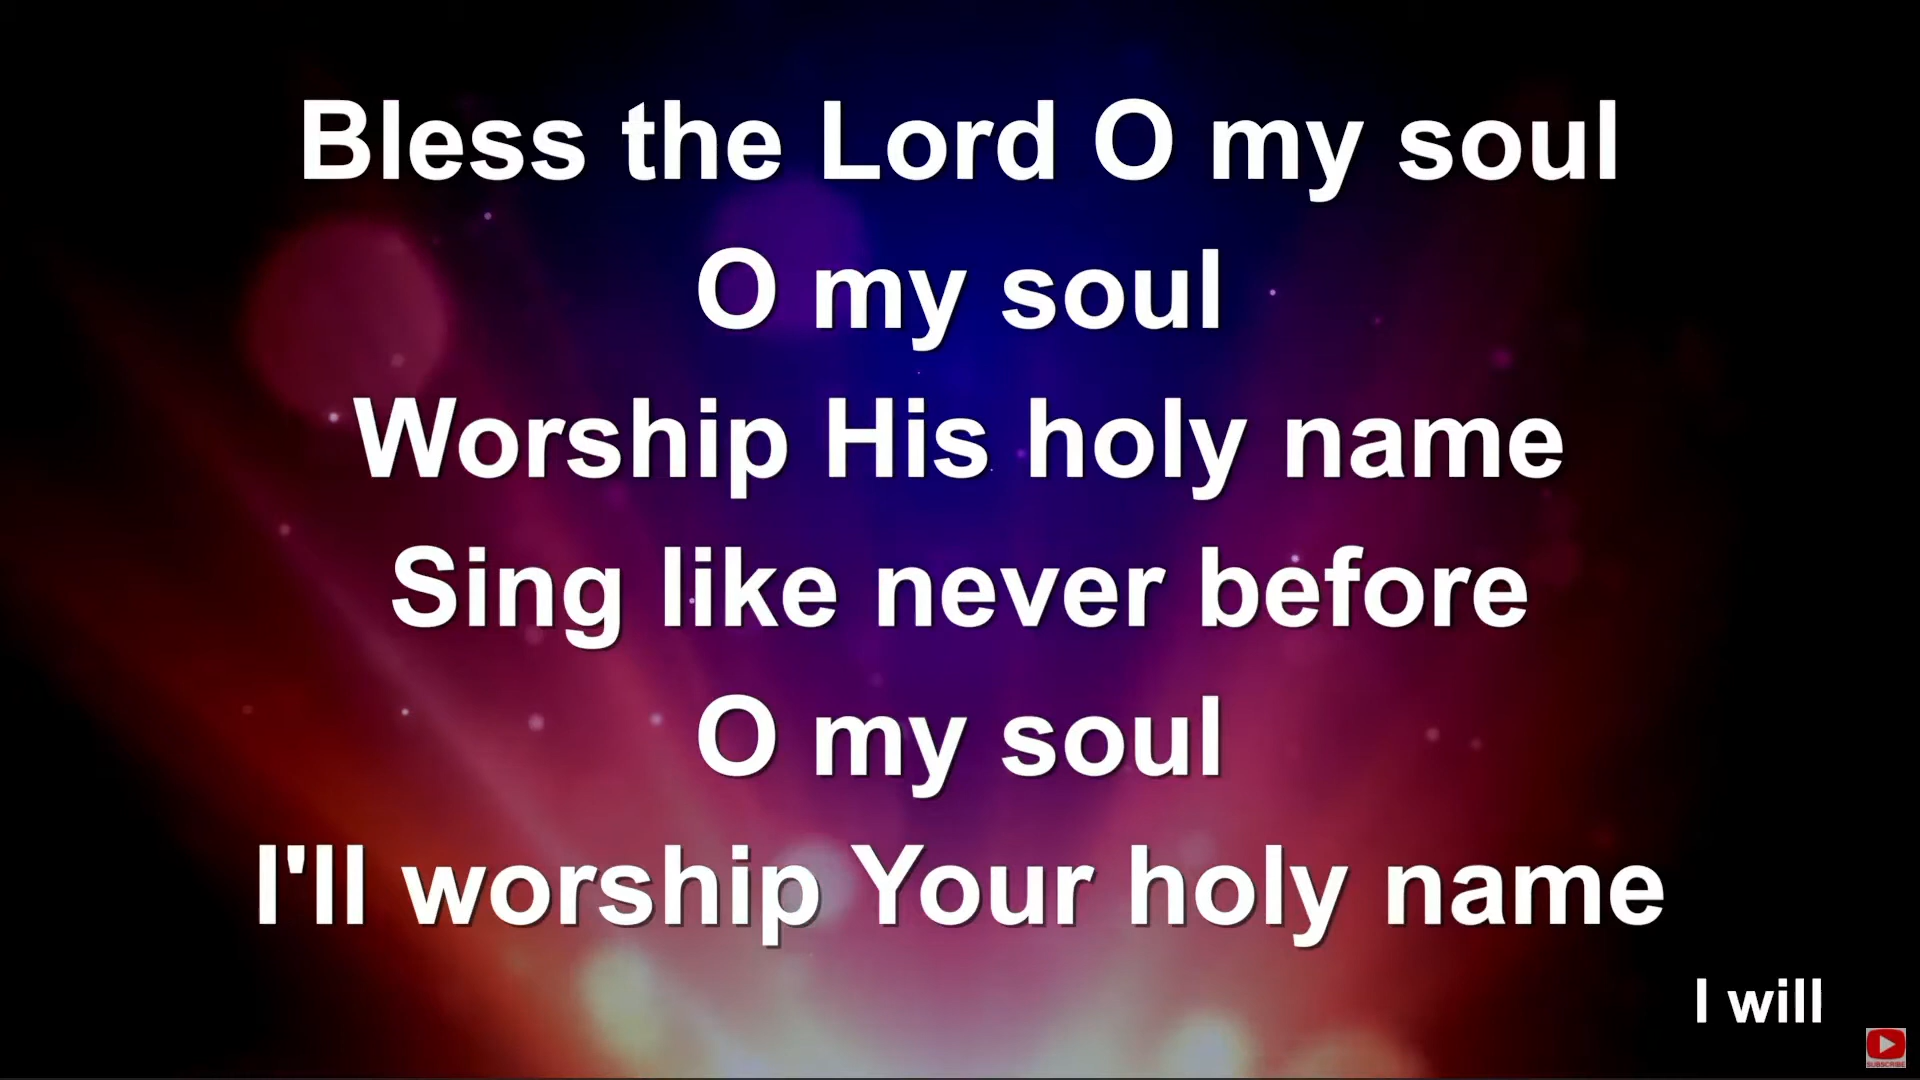 Bless the Lord O my soul
O my soul
Worship His holy name
Sing like never before
O my soul
I'll worship Your holy name
I will
SUBSCRIBE